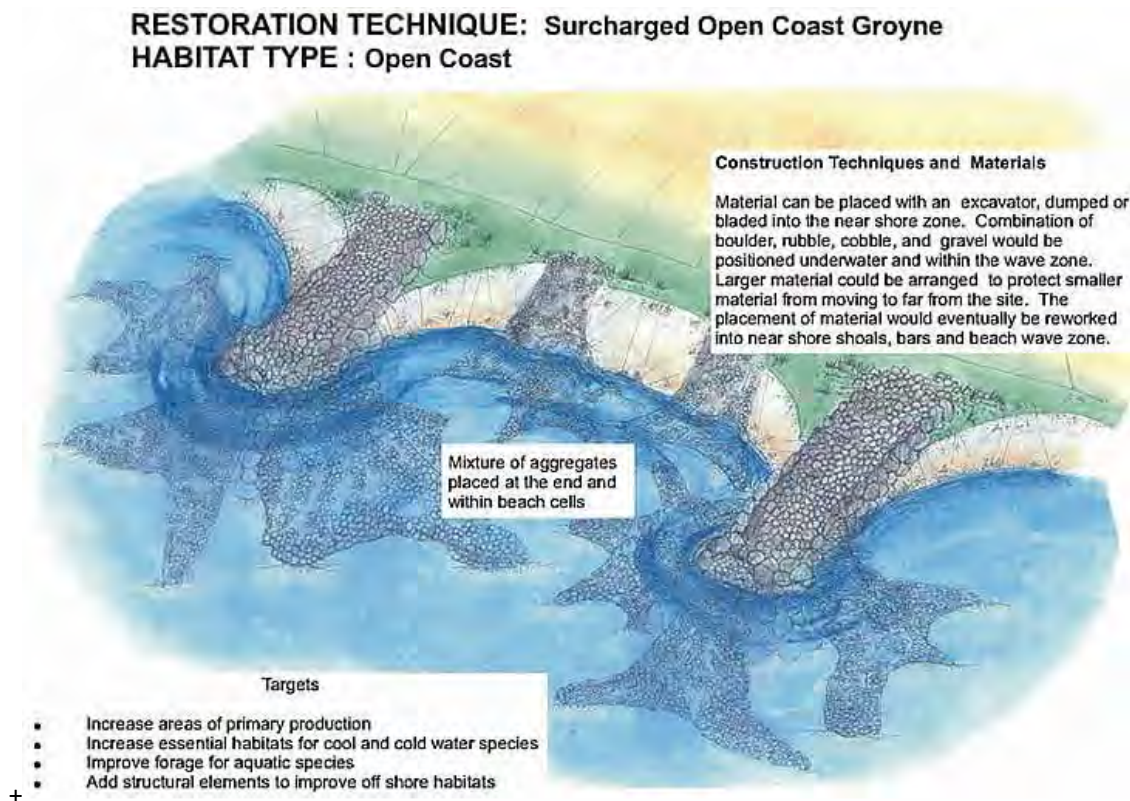 RESTORATION TECHNIQUE: Surcharged Open Coast Groyne
HABITAT TYPE : Open Coast
Construction Techniques and Materials
Material can be placed with an excavator, dumped or
bladed into the near shore zone. Combination of
boulder, rubble, cobble, and gravel would be
positioned underwater and within the wave zone.
Larger material could be arranged to protect smaller
material from moving to far from the site. The
placement of material would eventually be reworked
into near shore shoals, bars and beach wave zone.
Mixture of aggregates
placed at the end and
within beach cells
Targets
• Increase areas of primary production
• Increase essential habitats for cool and cold water species
• Improve forage for aquatic species
• Add structural elements to improve off shore habitats
+